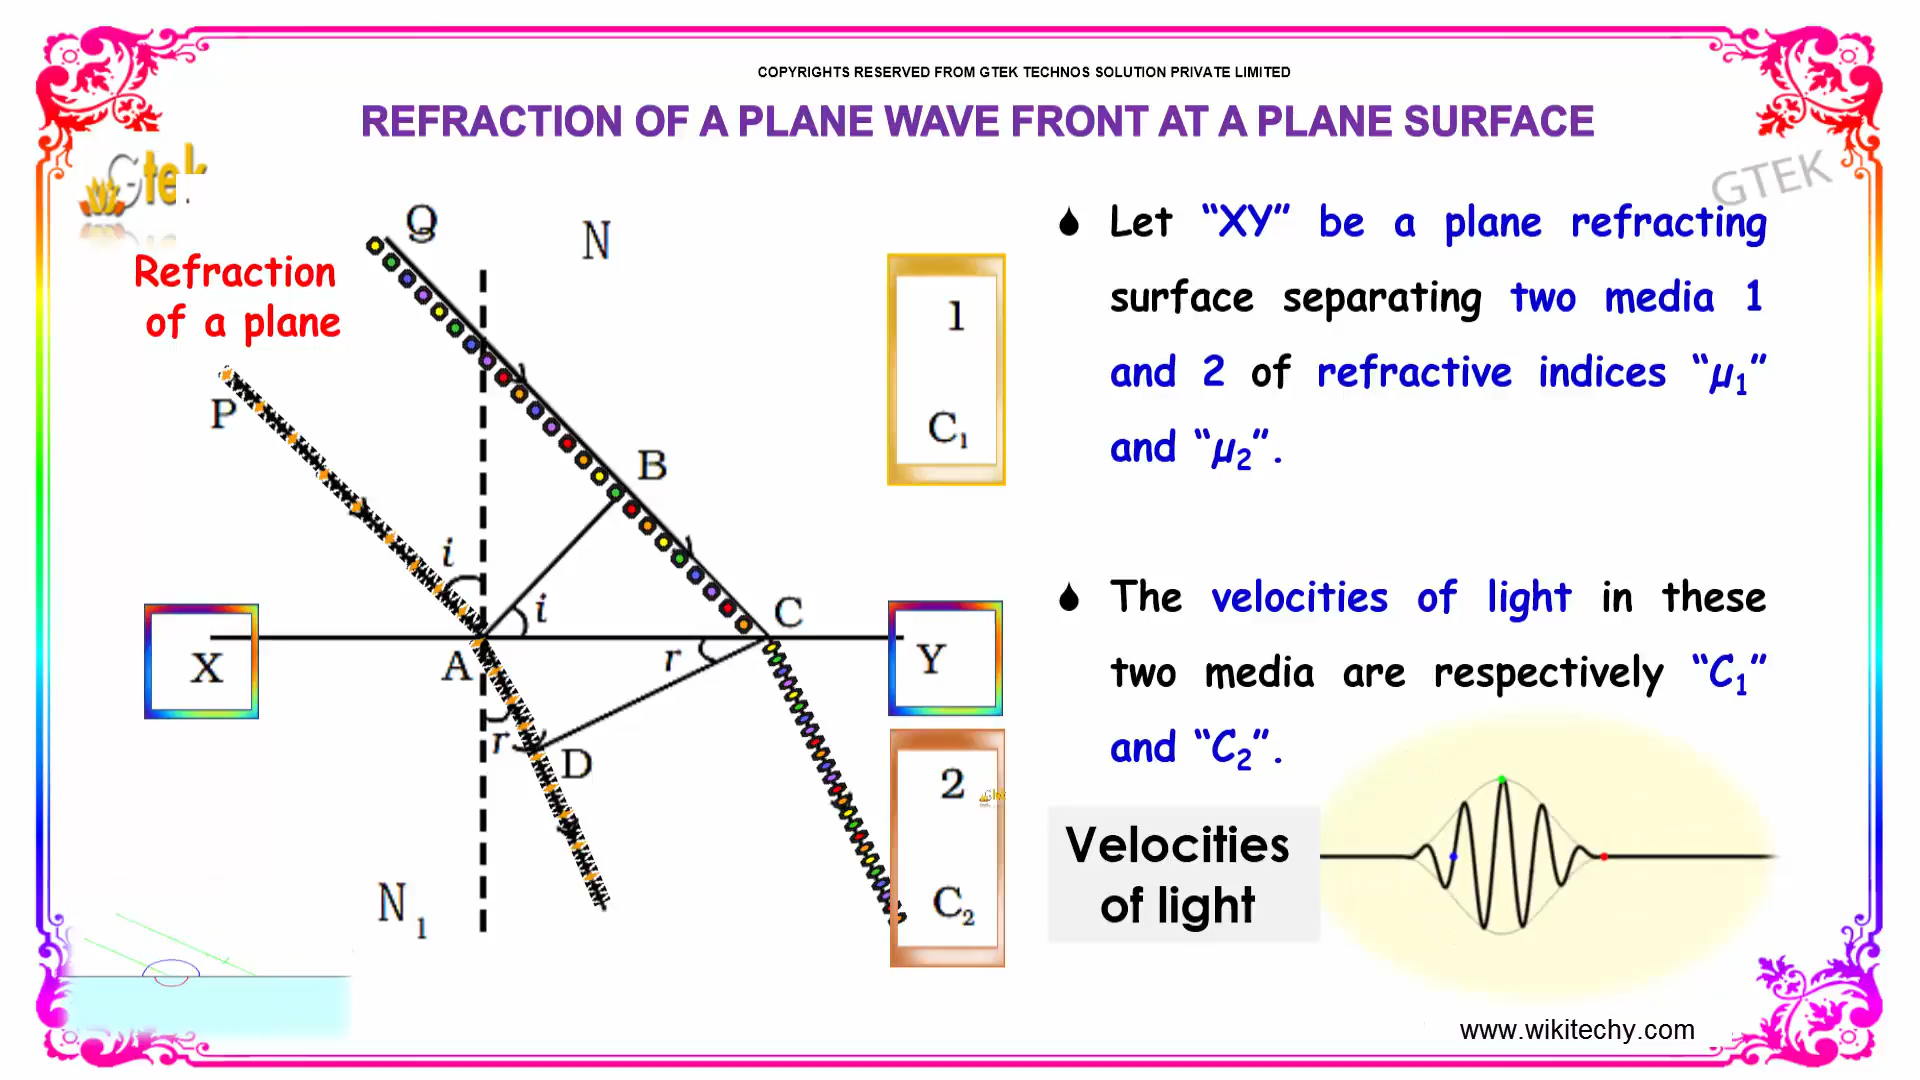 COPYRIGHTS RESERVED FROM GTEK TECHNOS SOLUTION PRIVATE LIMITED
REFRACTION OF A PLANE WAVE FRONT AT A PLANE SURFACE
Gtek
GTEK
Refraction
of a plane
Q
N
P
B
i
i
C
X
A
r
Y
r
D
N₁
1
C₁
2
C₂
Let “XY” be a plane refracting
surface separating two media 1
and 2 of refractive indices “μ₁”
and “μ₂”.
The velocities of light in these
two media are respectively “C₁”
and “C₂”.
Velocities
of light
www.wikitechy.com